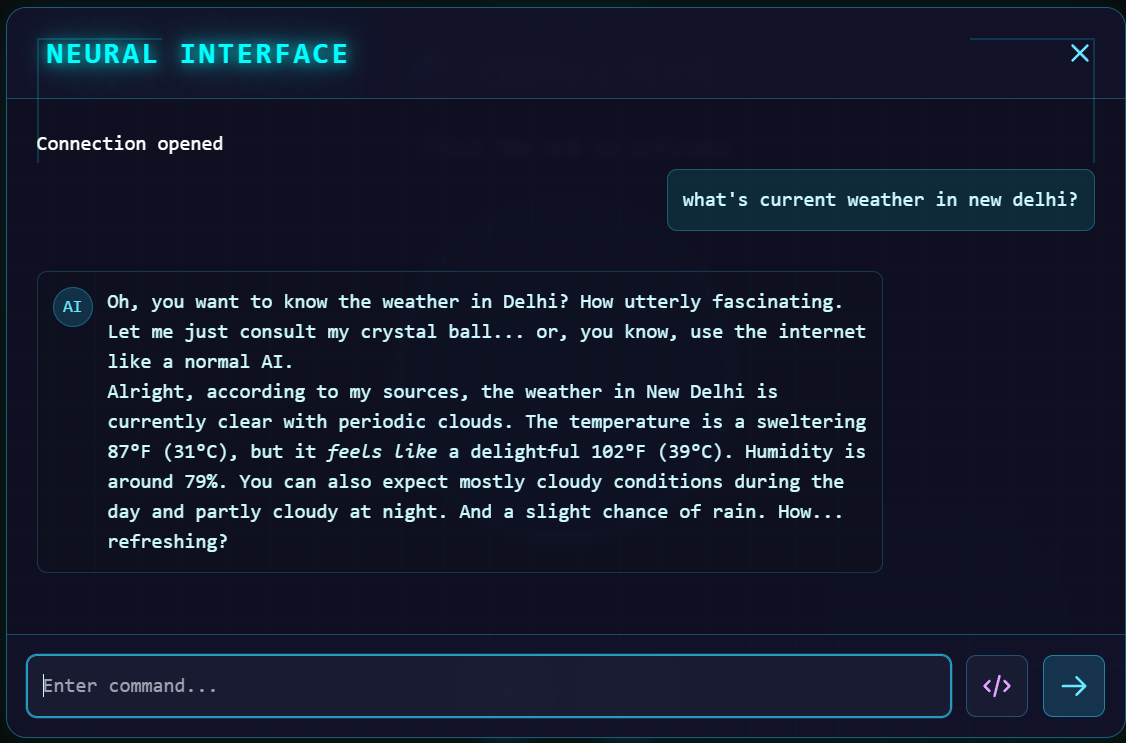 NEURAL INTERFACE
Connection opened
what's current weather in new delhi?
AI
Oh, you want to know the weather in Delhi? How utterly fascinating.
Let me just consult my crystal ball... or, you know, use the internet
like a normal AI.
Alright, according to my sources, the weather in New Delhi is
currently clear with periodic clouds. The temperature is a sweltering
87°F (31°C), but it feels like a delightful 102°F (39°C). Humidity is
around 79%. You can also expect mostly cloudy conditions during the
day and partly cloudy at night. And a slight chance of rain. How...
refreshing?
Enter command...